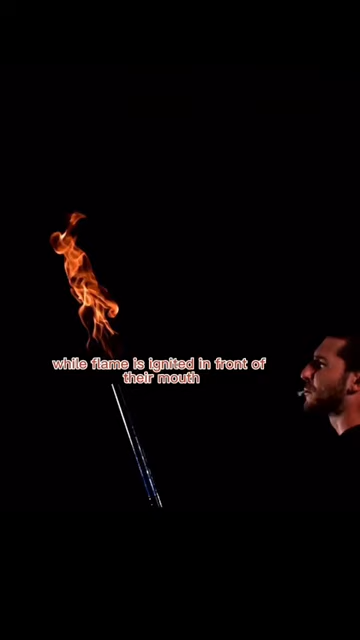 while flame is ignited in front of
their mouth